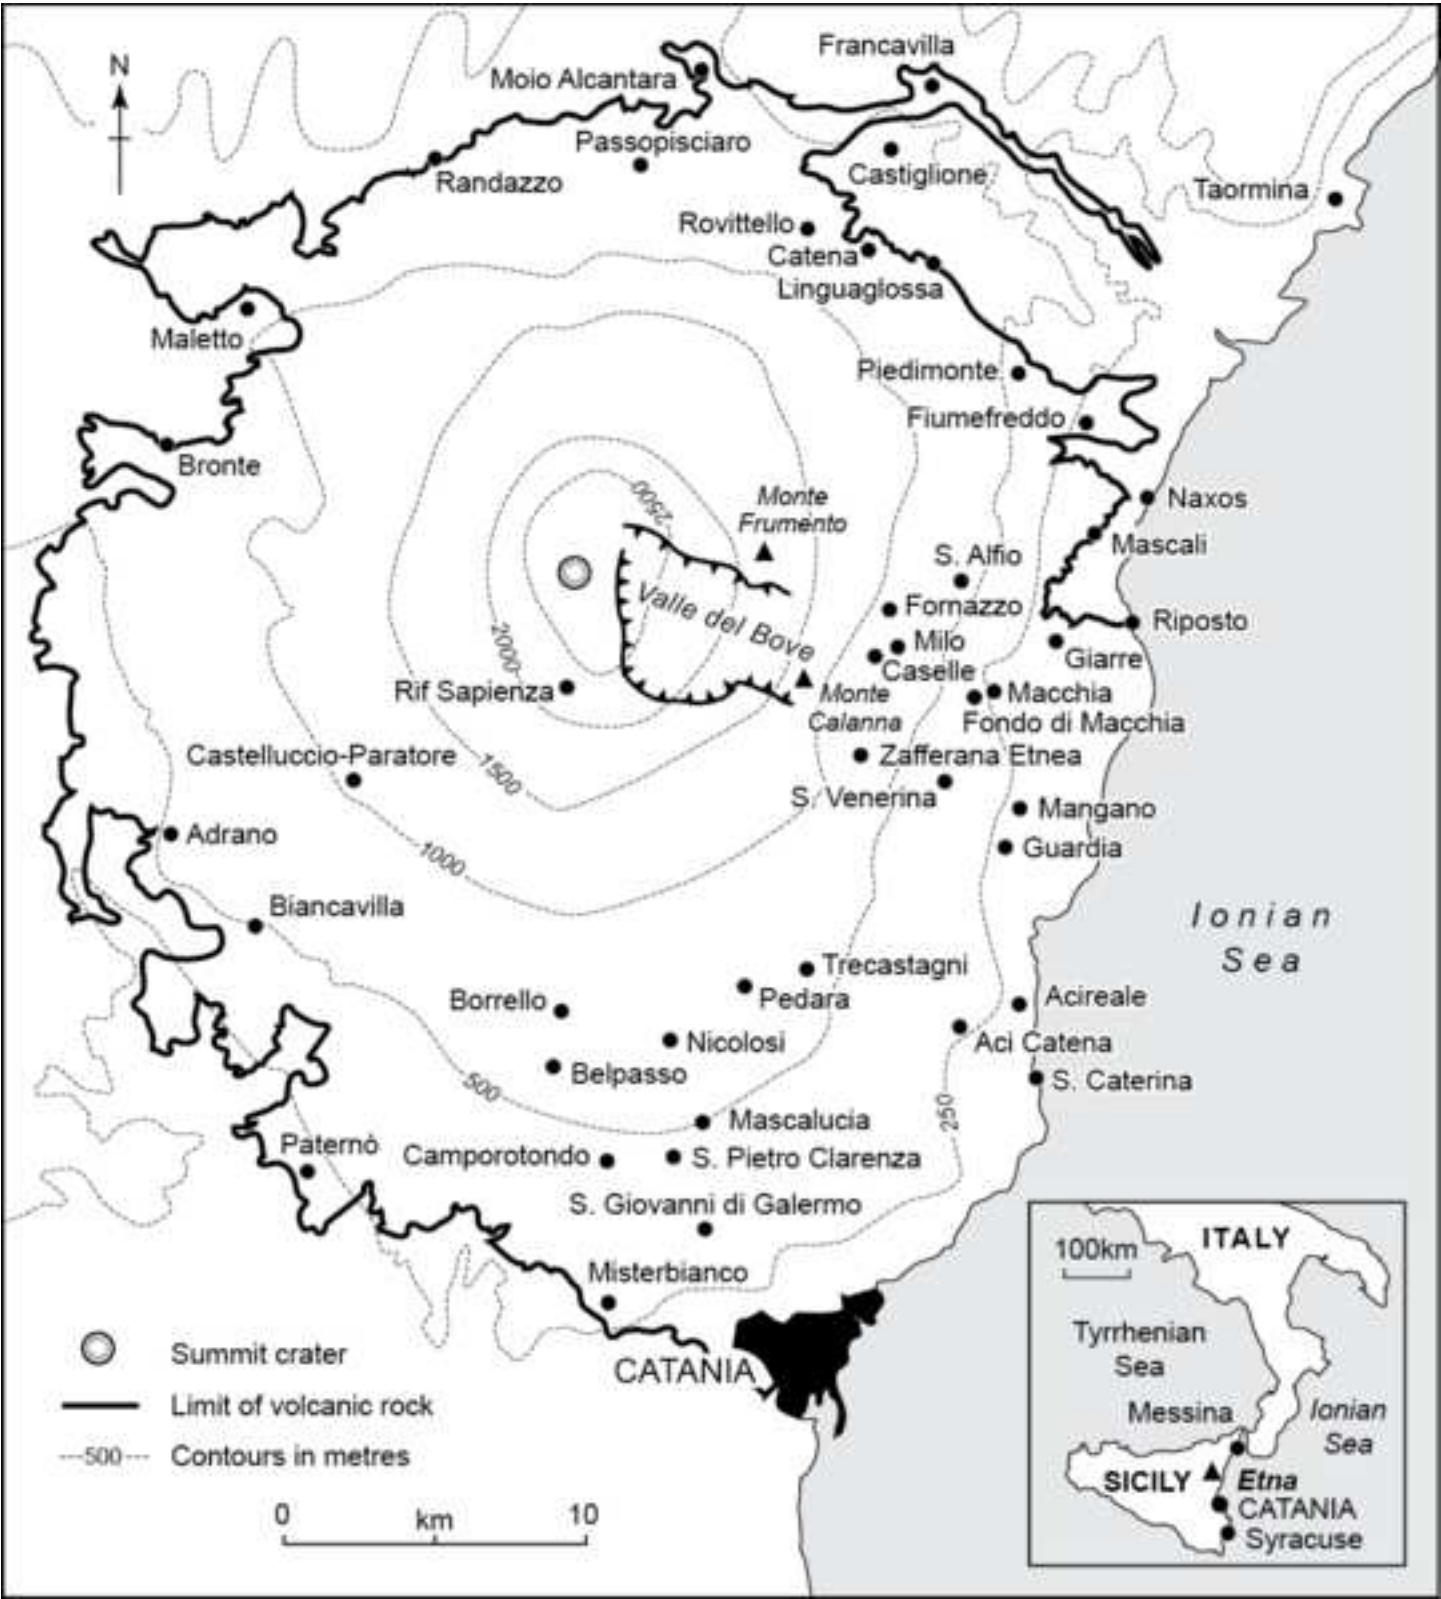 Francavilla
N
Moio Alcantara
Passopisciaro
Castiglione
Randazzo
Taormina
Rovittello
Catena
Linguaglossa
Maletto
Piedimonte
Fiumefreddo
Bronte
2500
Monte
Frumento
Naxos
Mascali
S. Alfio
Fornazzo
Valle del Bove
Riposto
Milo
Giarre
2000
Caselle
Rif Sapienza
Macchia
Monte
Calanna
Fondo di Macchia
Castelluccio-Paratore
Zafferana Etnea
1500
S. Venerina
Mangano
Adrano
Guardia
1000
Biancavilla
Ionian
Sea
Trecastagni
Borrello
Pedara
Acireale
Nicolosi
Aci Catena
Belpasso
S. Caterina
500
250
Mascalucia
Paternò
Camporotondo
S. Pietro Clarenza
S. Giovanni di Galermo
Misterbianco
CATANIA
Summit crater
Limit of volcanic rock
500
Contours in metres
0
km
10
ITALY
100km
Tyrrhenian
Sea
Messina
Ionian
Sea
SICILY
Etna
CATANIA
Syracuse